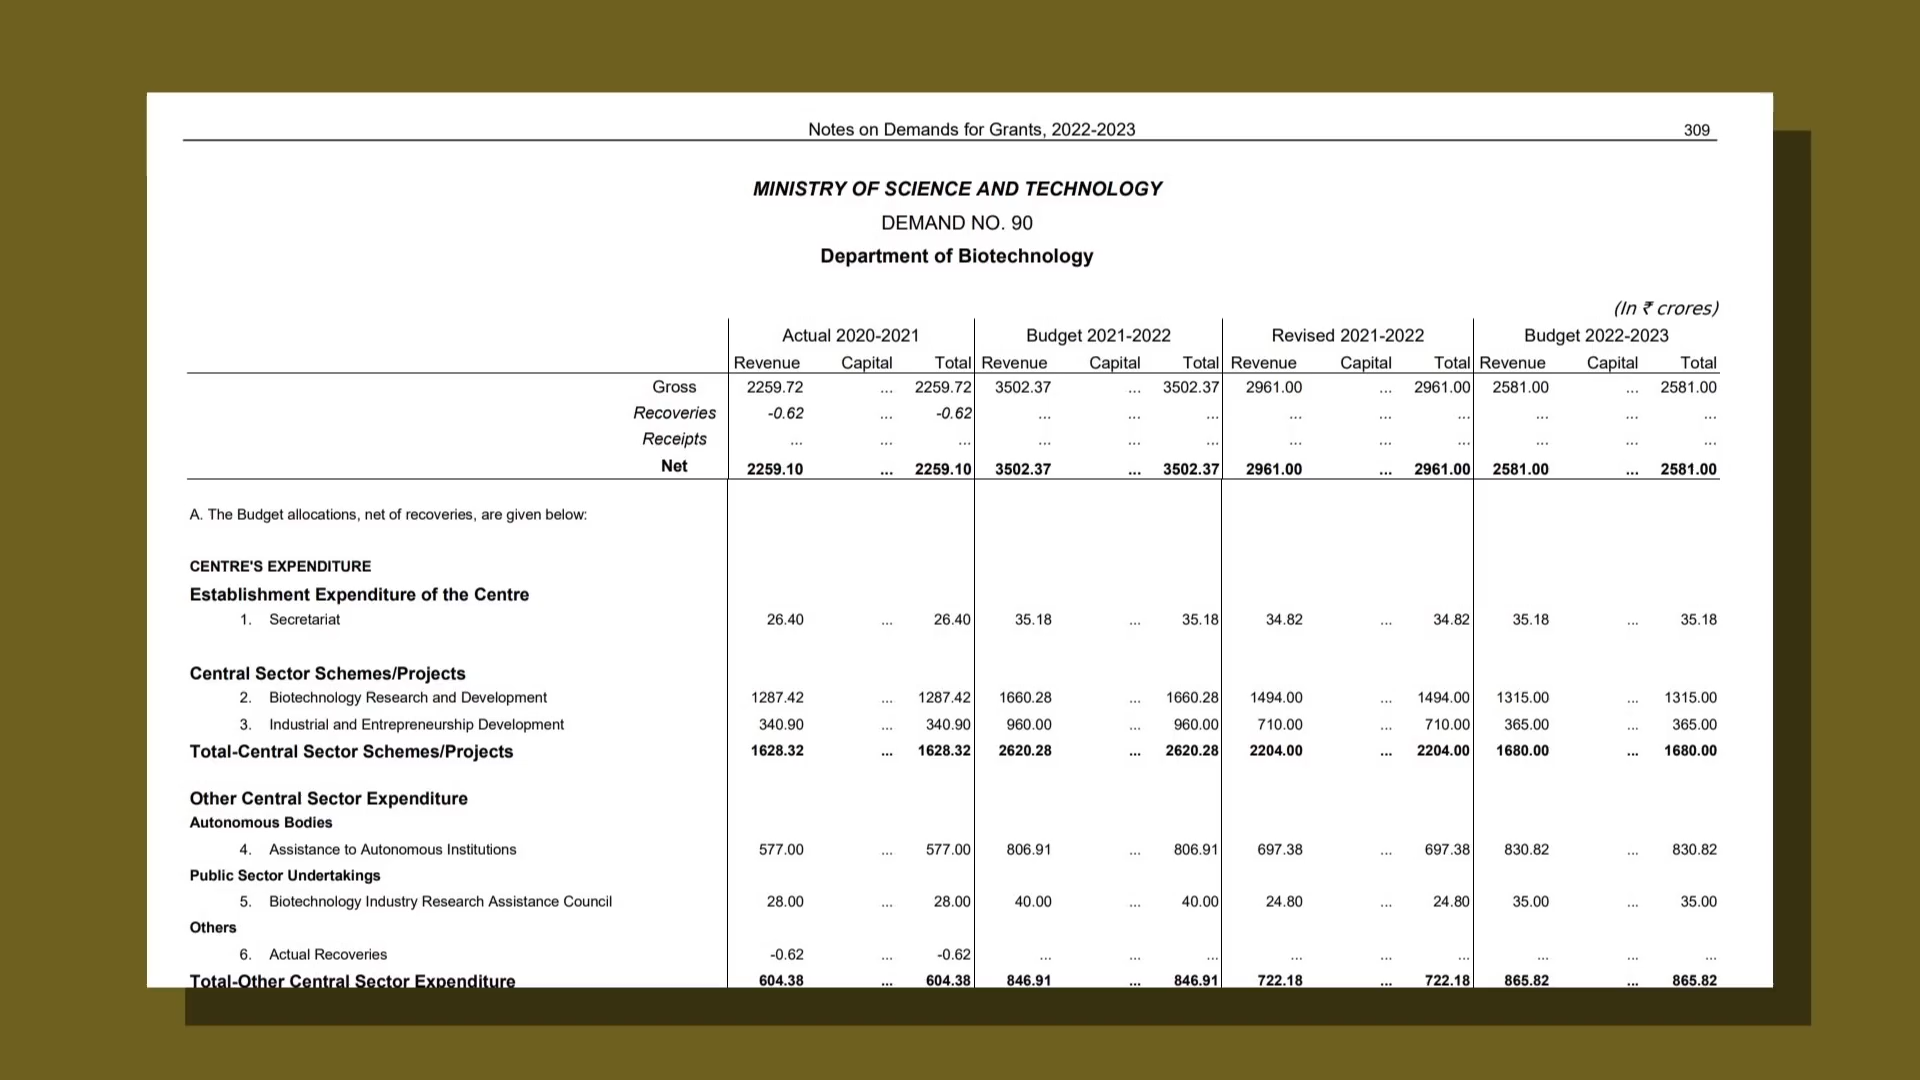 Notes on Demands for Grants, 2022-2023 309
MINISTRY OF SCIENCE AND TECHNOLOGY
DEMAND NO. 90
Department of Biotechnology
(In ₹ crores)
Actual 2020-2021 Budget 2021-2022 Revised 2021-2022 Budget 2022-2023
Revenue Capital Total Revenue Capital Total Revenue Capital Total Revenue Capital Total
Gross 2259.72 ... 2259.72 3502.37 ... 3502.37 2961.00 ... 2961.00 2581.00 ... 2581.00
Recoveries -0.62 ... -0.62 ... ... ... ... ... ... ... ... ...
Receipts ... ... ... ... ... ... ... ... ... ... ... ...
Net 2259.10 ... 2259.10 3502.37 ... 3502.37 2961.00 ... 2961.00 2581.00 ... 2581.00
A. The Budget allocations, net of recoveries, are given below:
CENTRE'S EXPENDITURE
Establishment Expenditure of the Centre
1. Secretariat 26.40 ... 26.40 35.18 ... 35.18 34.82 ... 34.82 35.18 ... 35.18
Central Sector Schemes/Projects
2. Biotechnology Research and Development 1287.42 ... 1287.42 1660.28 ... 1660.28 1494.00 ... 1494.00 1315.00 ... 1315.00
3. Industrial and Entrepreneurship Development 340.90 ... 340.90 960.00 ... 960.00 710.00 ... 710.00 365.00 ... 365.00
Total-Central Sector Schemes/Projects 1628.32 ... 1628.32 2620.28 ... 2620.28 2204.00 ... 2204.00 1680.00 ... 1680.00
Other Central Sector Expenditure
Autonomous Bodies
4. Assistance to Autonomous Institutions 577.00 ... 577.00 806.91 ... 806.91 697.38 ... 697.38 830.82 ... 830.82
Public Sector Undertakings
5. Biotechnology Industry Research Assistance Council 28.00 ... 28.00 40.00 ... 40.00 24.80 ... 24.80 35.00 ... 35.00
Others
6. Actual Recoveries -0.62 ... -0.62 ... ... ... ... ... ... ... ... ...
Total-Other Central Sector Expenditure 604.38 ... 604.38 846.91 ... 846.91 722.18 ... 722.18 865.82 ... 865.82